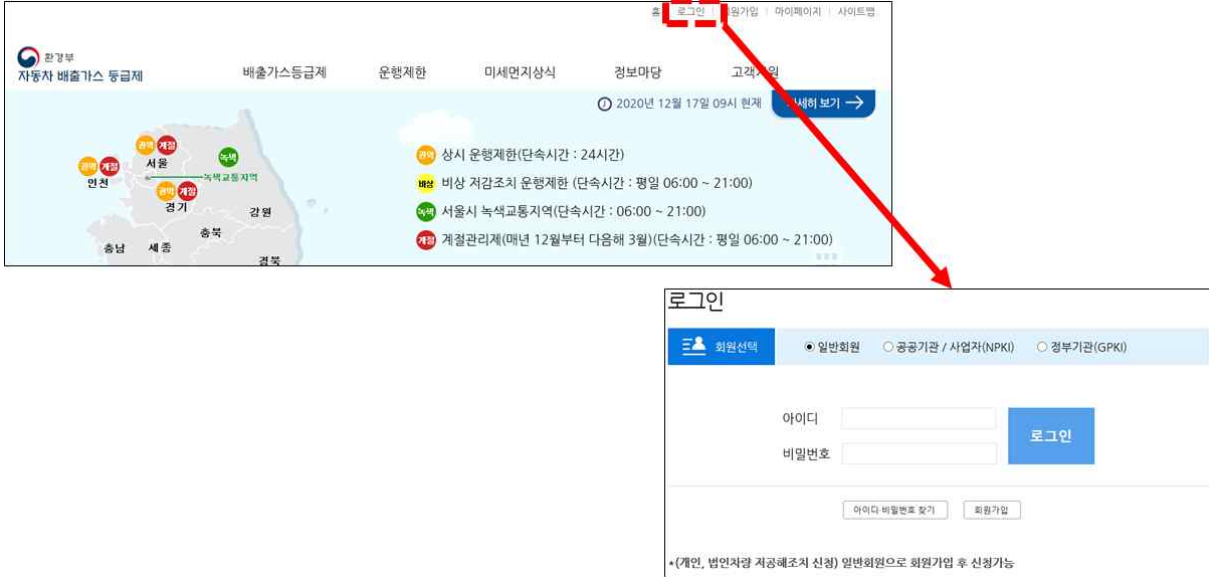 홈 로그인 회원가입 마이페이지 사이트맵
환경부
자동차 배출가스 등급제
배출가스등급제 운행제한 미세먼지상식 정보마당 고객지원
2020년 12월 17일 09시 현재 자세히 보기 →
권역 계절
서울
녹색
권역 계절
인천
녹색교통지역
권역 계절
경기
강원
충북
충남 세종
경북
권역 상시 운행제한(단속시간 : 24시간)
비상 비상 저감조치 운행제한 (단속시간 : 평일 06:00 ~ 21:00)
녹색 서울시 녹색교통지역(단속시간 : 06:00 ~ 21:00)
계절 계절관리제(매년 12월부터 다음해 3월)(단속시간 : 평일 06:00 ~ 21:00)
로그인
회원선택 일반회원 공공기관 / 사업자(NPKI) 정부기관(GPKI)
아이디
비밀번호
로그인
아이디 비밀번호 찾기 회원가입
*(개인, 법인차량 저공해조치 신청) 일반회원으로 회원가입 후 신청가능